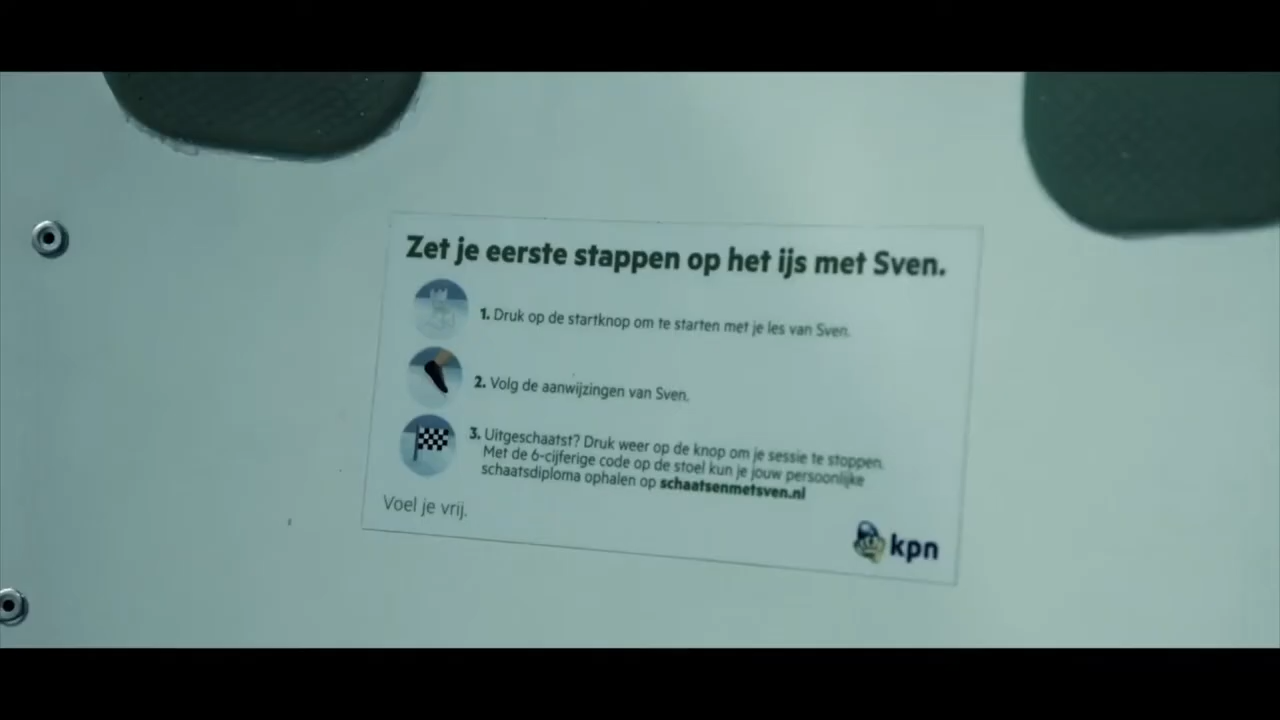 Zet je eerste stappen op het ijs met Sven.
1. Druk op de startknop om te starten met je les van Sven.
2. Volg de aanwijzingen van Sven.
3. Uitgeschaatst? Druk weer op de knop om je sessie te stoppen.
Met de 6-cijferige code op de stoel kun je jouw persoonlijke
schaatsdiploma ophalen op schaatsenmetsven.nl
Voel je vrij.
kpn